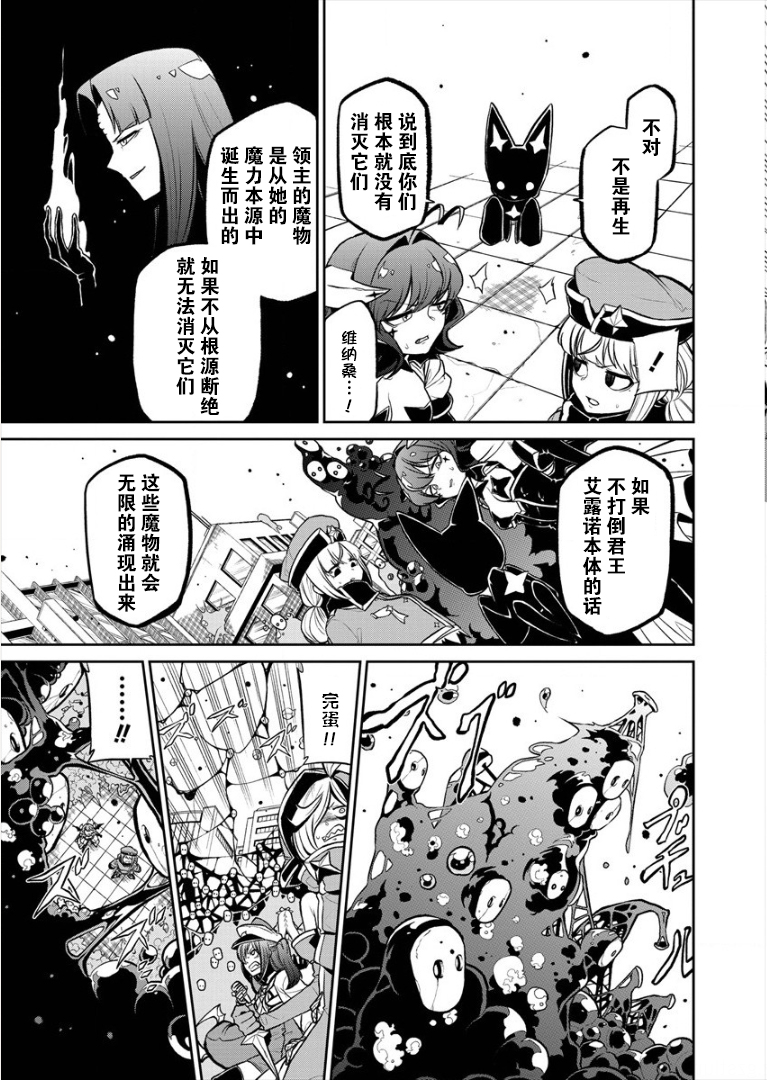 不对
不是再生
说到底你们
根本就没有
消灭它们
！
维纳桑…！
领主的魔物
是从她的
魔力本源中
诞生而出的
如果不从根源断绝
就无法消灭它们
如果
不打倒君王
艾露诺本体的话
这些魔物就会
无限的涌现出来
完蛋!!
……!!